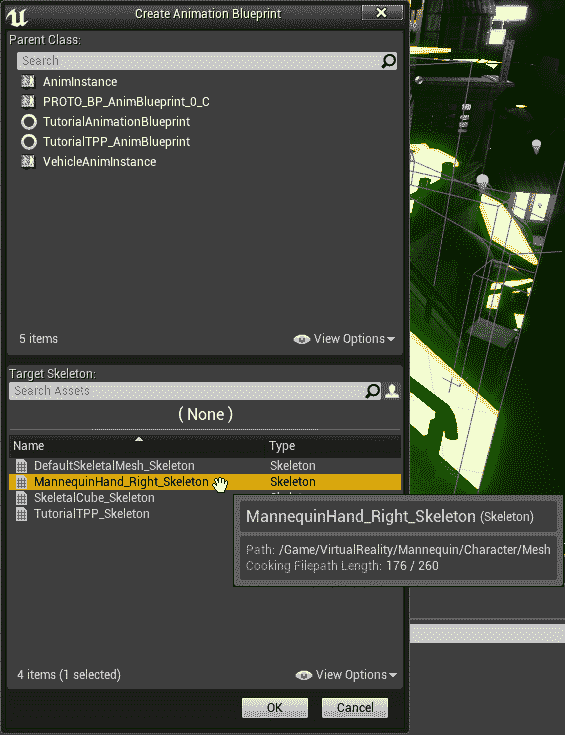 Create Animation Blueprint
Parent Class:
Search
AnimInstance
PROTO_BP_AnimBlueprint_0_C
TutorialAnimationBlueprint
TutorialTPP_AnimBlueprint
VehicleAnimInstance
5 items
View Options
Target Skeleton:
Search Assets
( None )
Name Type
DefaultSkeletalMesh_Skeleton Skeleton
MannequinHand_Right_Skeleton Skeleton
SkeletalCube_Skeleton
TutorialTPP_Skeleton
MannequinHand_Right_Skeleton (Skeleton)
Path: /Game/VirtualReality/Mannequin/Character/Mesh
Cooking Filepath Length: 176 / 260
4 items (1 selected)
View Options
OK Cancel